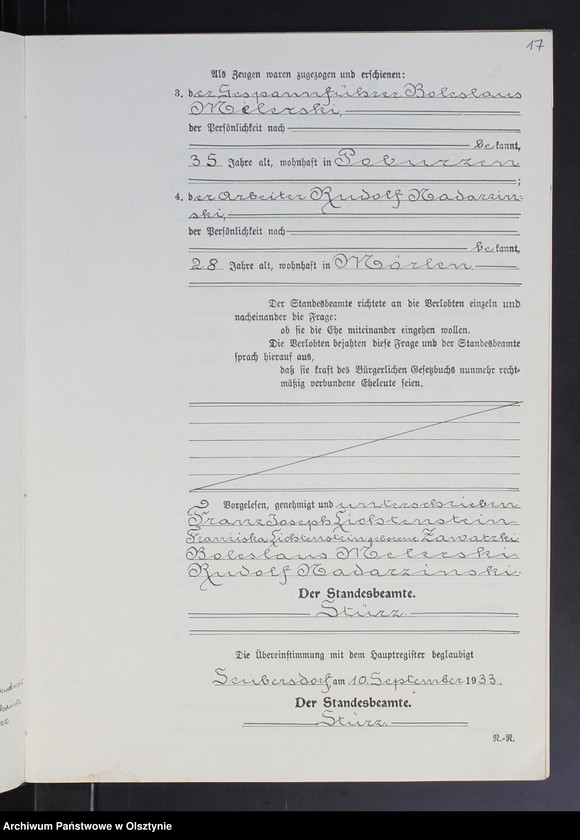 17
Als Zeugen waren zugezogen und erschienen:
3. der Gespannführer Boleslaus
Melerski,
der Persönlichkeit nach
be kannt,
35 Jahre alt, wohnhaft in Poburzen
;
4. der Arbeiter Rudolf Nadarzin-
ski,
der Persönlichkeit nach
be kannt,
28 Jahre alt, wohnhaft in Mörlen.
Der Standesbeamte richtete an die Verlobten einzeln und
nacheinander die Frage:
ob sie die Ehe miteinander eingehen wollen.
Die Verlobten bejahten diese Frage und der Standesbeamte
sprach hierauf aus,
daß sie kraft des Bürgerlichen Gesetzbuchs nunmehr recht-
mäßig verbundene Eheleute seien.
Vorgelesen, genehmigt und unterschrieben
Franz Joseph Lichtenstein.
Franziska Lichtenstein geborene Zawatzki
Boleslaus Melerski
Rudolf Nadarzinski.
Der Standesbeamte.
Stürz.
Die Übereinstimmung mit dem Hauptregister beglaubigt
Seubersdorf am 10. September 1933.
Der Standesbeamte.
Stürz.
R.-R.
Archiwum Państwowe w Olsztynie